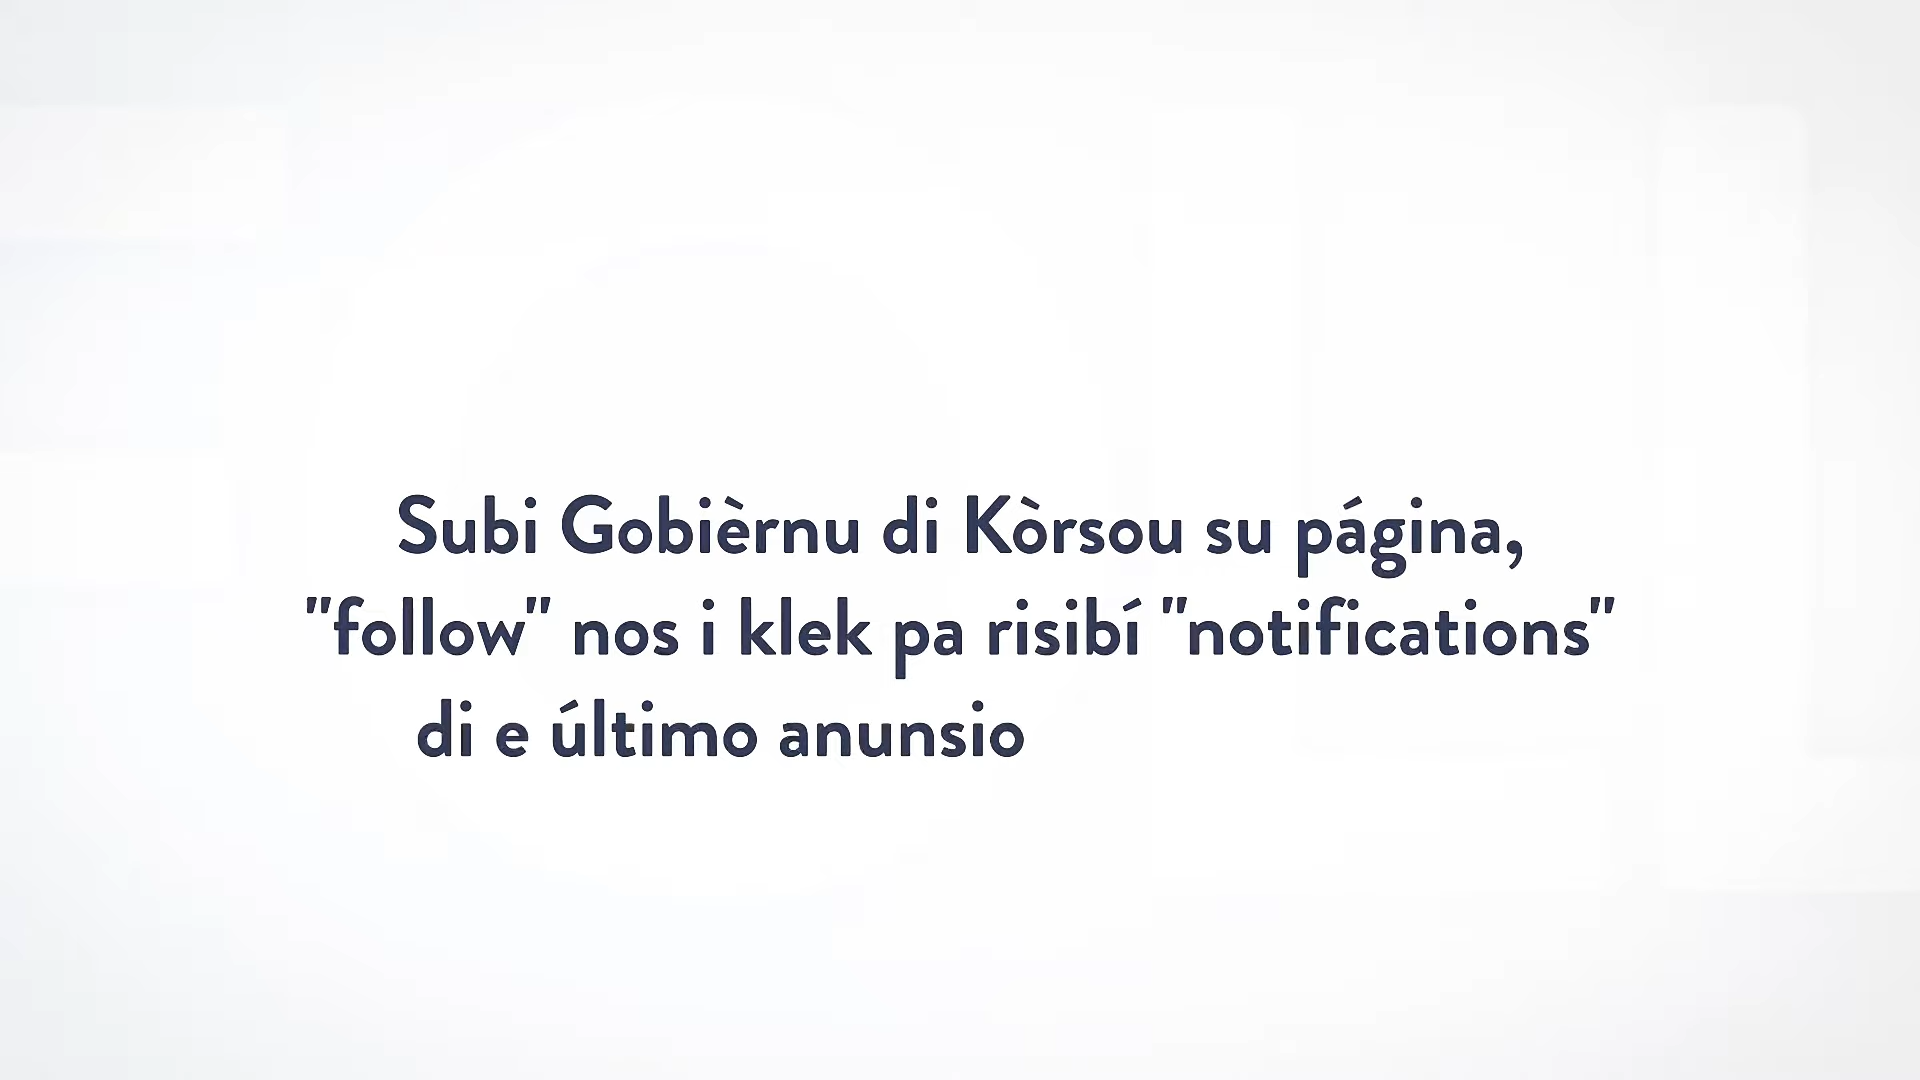 Subi Gobièrnu di Kòrsou su página,
"follow" nos i klek pa risibí "notifications"
di e último anunsio